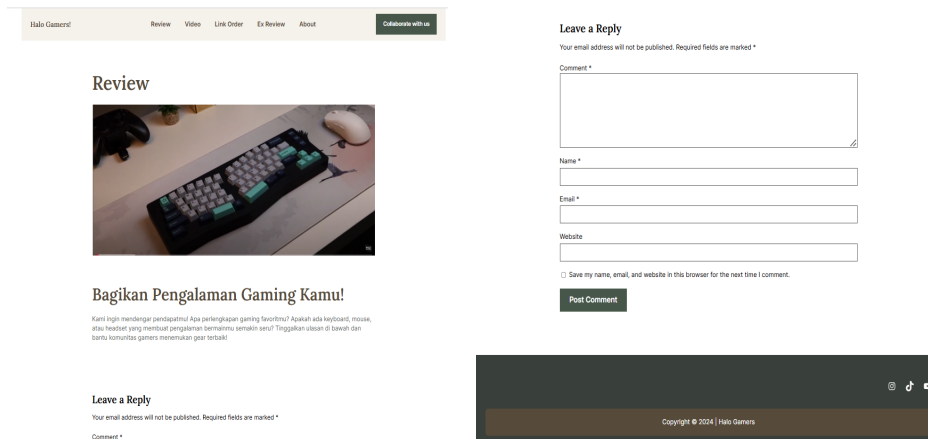 Halo Gamers!
Review Video Link Order Ex Review About
Collaborate with us
Review
Bagikan Pengalaman Gaming Kamu!
Kami ingin mendengar pendapatmu! Apa perlengkapan gaming favoritmu? Apakah ada keyboard, mouse,
atau headset yang membuat pengalaman bermainmu semakin seru? Tinggalkan ulasan di bawah dan
bantu komunitas gamers menemukan gear terbaik!
Leave a Reply
Your email address will not be published. Required fields are marked *
Comment *
Leave a Reply
Your email address will not be published. Required fields are marked *
Comment *
Name *
Email *
Website
Save my name, email, and website in this browser for the next time I comment.
Post Comment
Copyright © 2024 | Halo Gamers